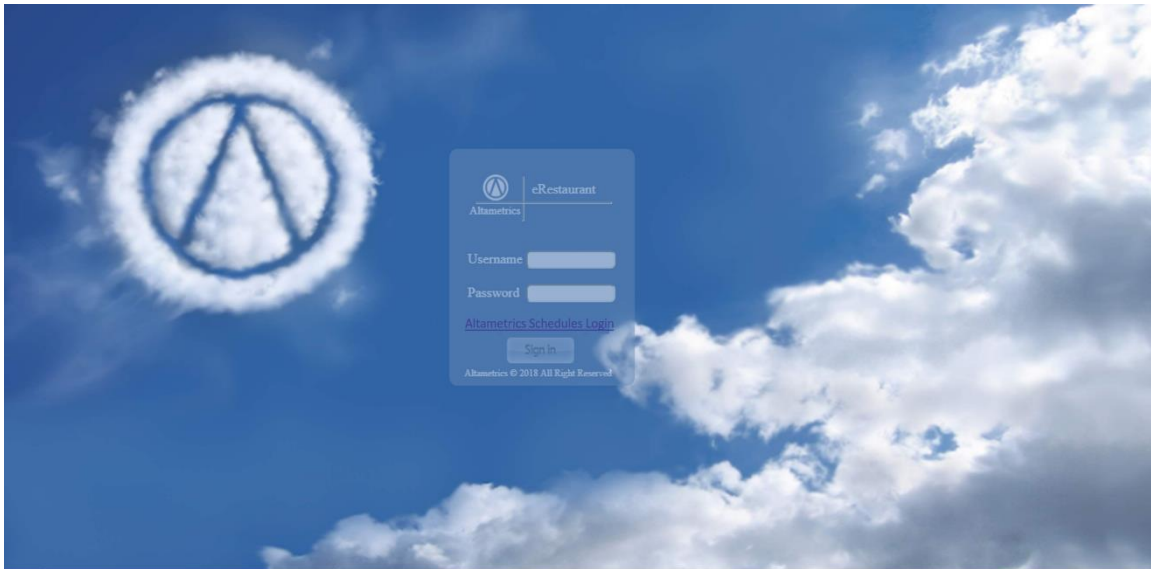 eRestaurant
Altametrics
Username
Password
Altametrics Schedules Login
Sign In
Altametrics © 2018 All Right Reserved